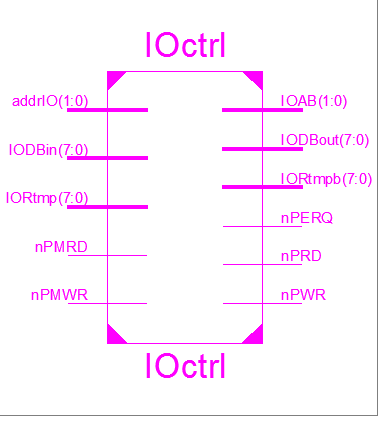 IOctrl
addrIO(1:0)
IOAB(1:0)
IODBin(7:0)
IODBout(7:0)
IORtmp(7:0)
IORtmpb(7:0)
nPERQ
nPMRD
nPRD
nPMWR
nPWR
IOctrl